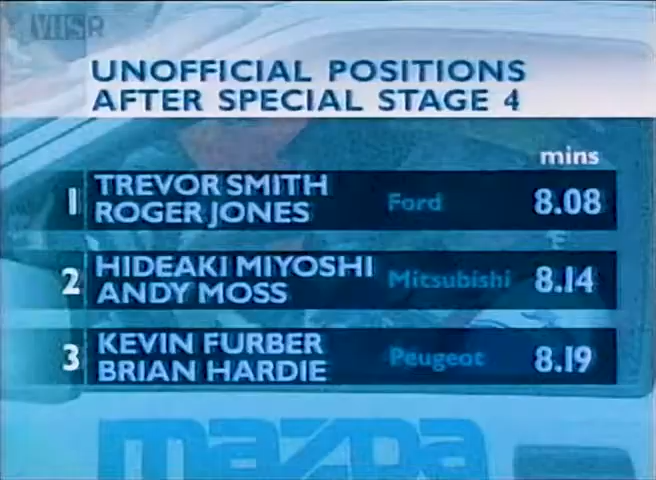 VHSR
UNOFFICIAL POSITIONS
AFTER SPECIAL STAGE 4
mins
1 TREVOR SMITH
ROGER JONES Ford 8.08
2 HIDEAKI MIYOSHI
ANDY MOSS Mitsubishi 8.14
3 KEVIN FURBER
BRIAN HARDIE Peugeot 8.19
mazda